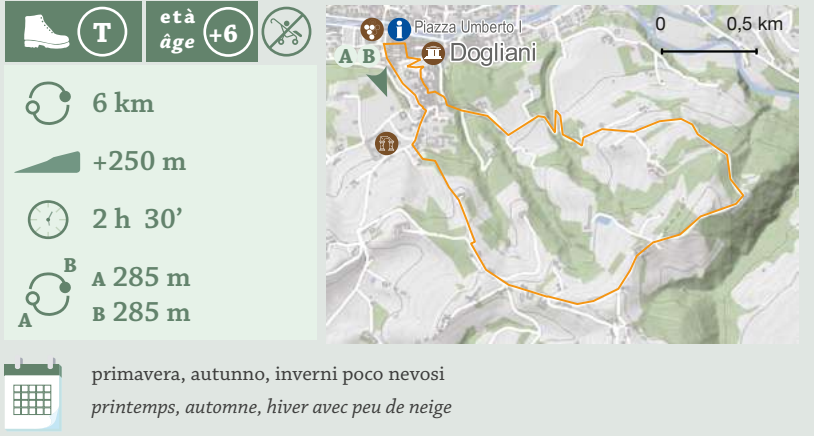 T
età
âge
+6
6 km
+250 m
2 h 30’
A
B
A 285 m
B 285 m
primavera, autunno, inverni poco nevosi
printemps, automne, hiver avec peu de neige
Piazza Umberto I
A B
Dogliani
0 0,5 km